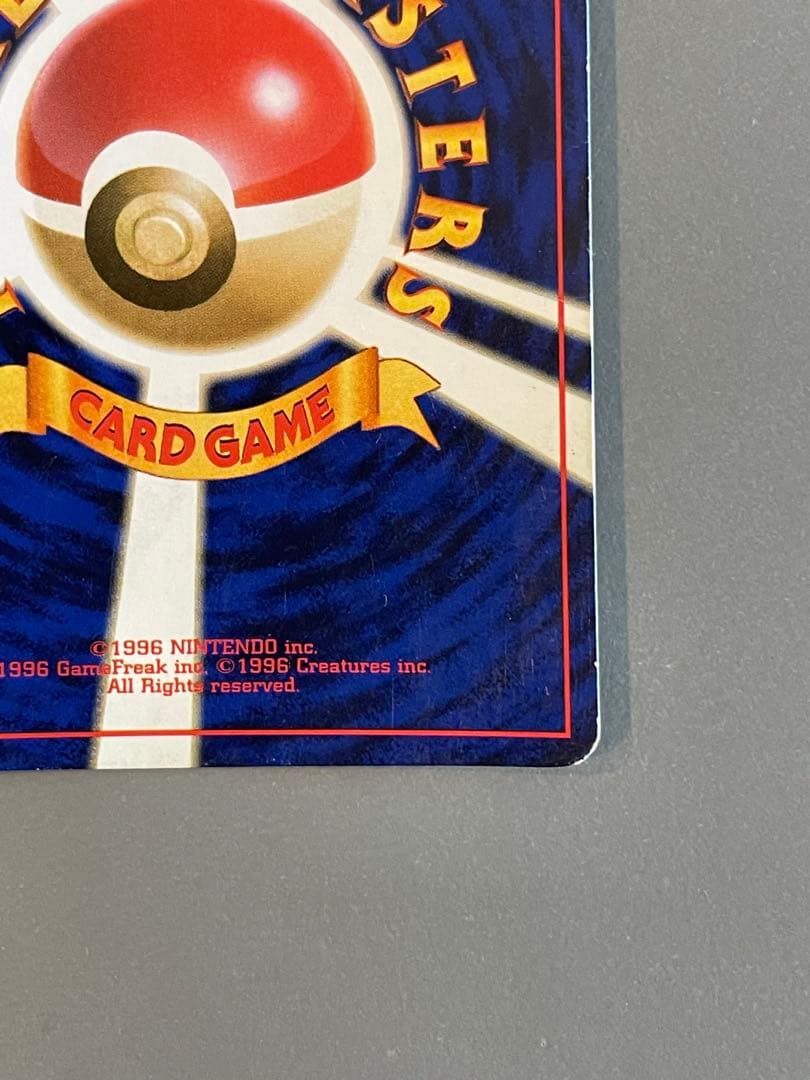 STERS
CARD GAME
©1996 NINTENDO inc.
1996 GameFreak inc. ©1996 Creatures inc.
All Rights reserved.